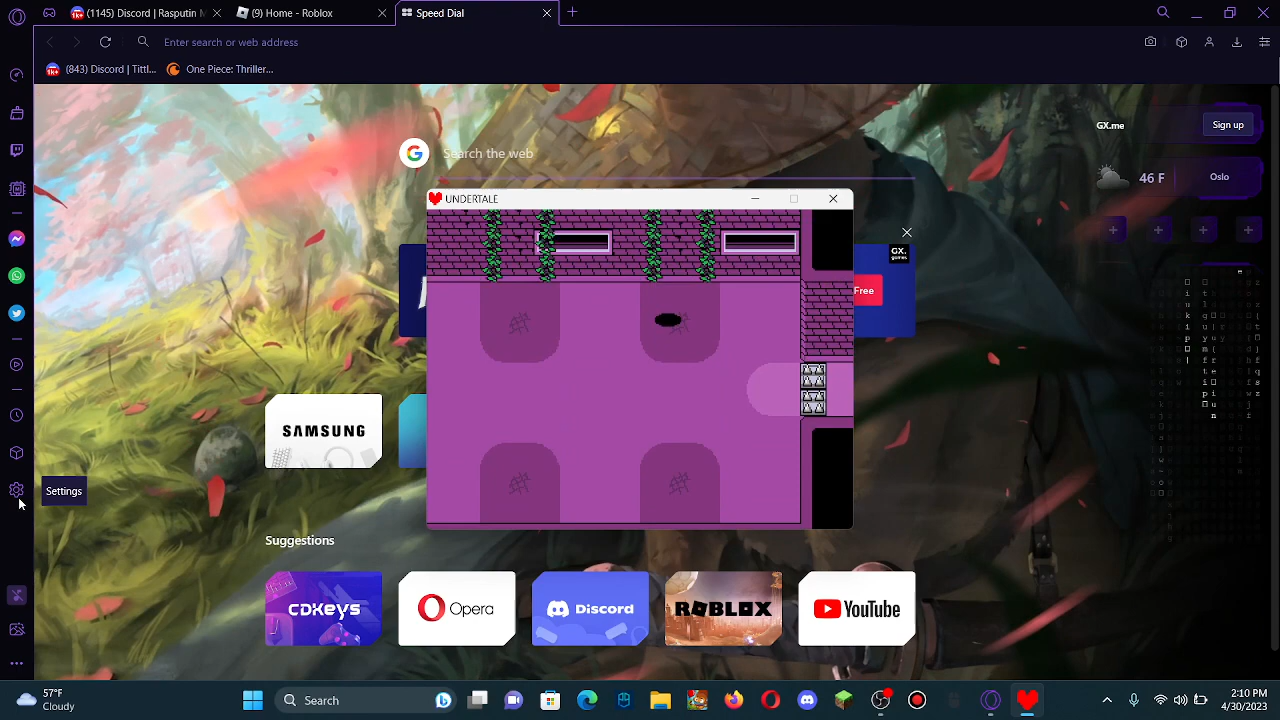 (1145) Discord | Rasputin M
(9) Home - Roblox
Speed Dial
Enter search or web address
(843) Discord | Tittl...
One Piece: Thriller...
GX.me
Sign up
Search the web
46 F
Oslo
UNDERTALE
GX.
games
Free
SAMSUNG
Settings
Suggestions
CDKEYS
Opera
Discord
ROBLOX
YouTube
57°F
Cloudy
Search
2:10 PM
4/30/2023